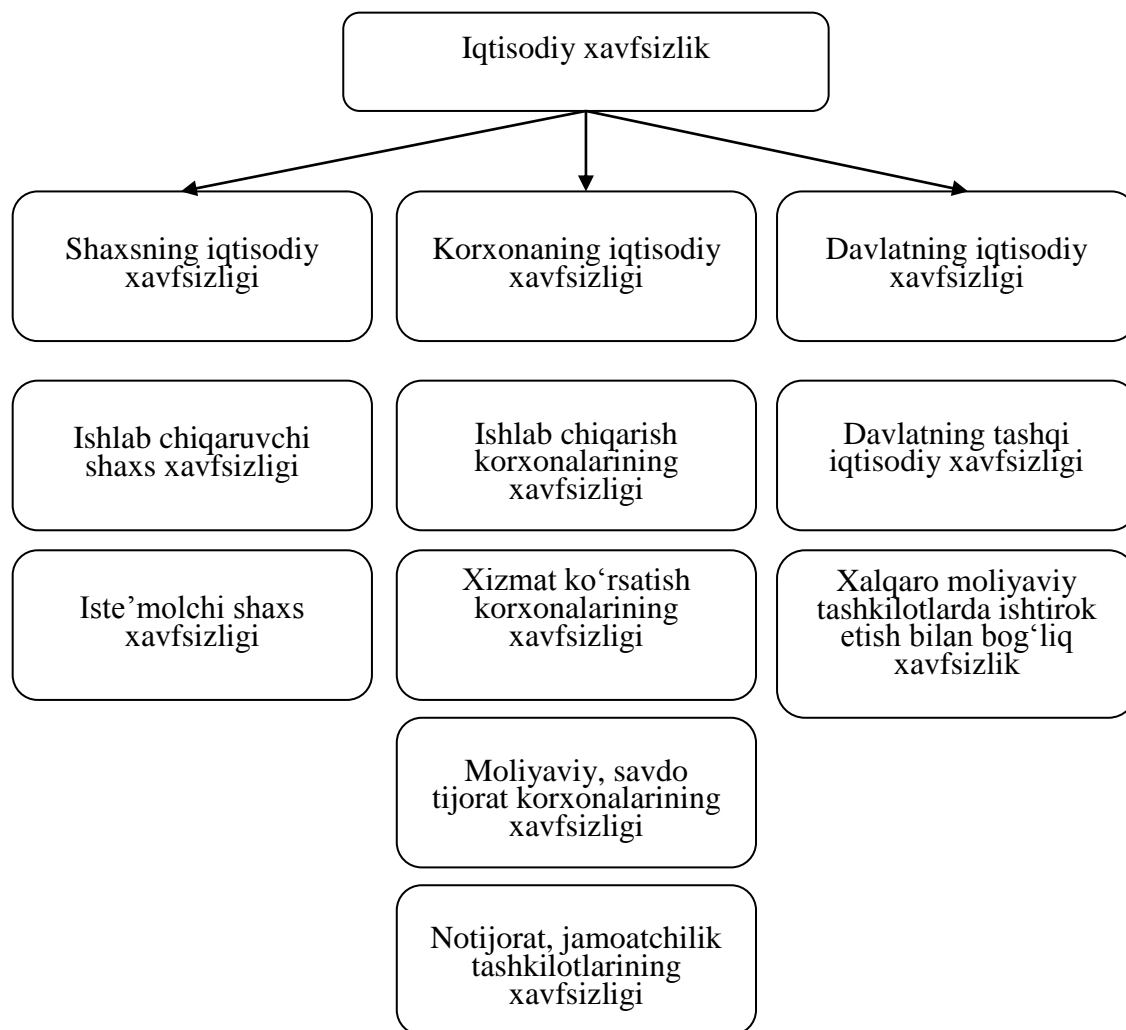 Iqtisodiy xavfsizlik
Shaxsning iqtisodiy
xavfsizligi
Korxonaning iqtisodiy
xavfsizligi
Davlatning iqtisodiy
xavfsizligi
Ishlab chiqaruvchi
shaxs xavfsizligi
Ishlab chiqarish
korxonalarining
xavfsizligi
Davlatning tashqi
iqtisodiy xavfsizligi
Iste’molchi shaxs
xavfsizligi
Xizmat ko‘rsatish
korxonalarining
xavfsizligi
Xalqaro moliyaviy
tashkilotlarda ishtirok
etish bilan bog‘liq
xavfsizlik
Moliyaviy, savdo
tijorat korxonalarining
xavfsizligi
Notijorat, jamoatchilik
tashkilotlarining
xavfsizligi